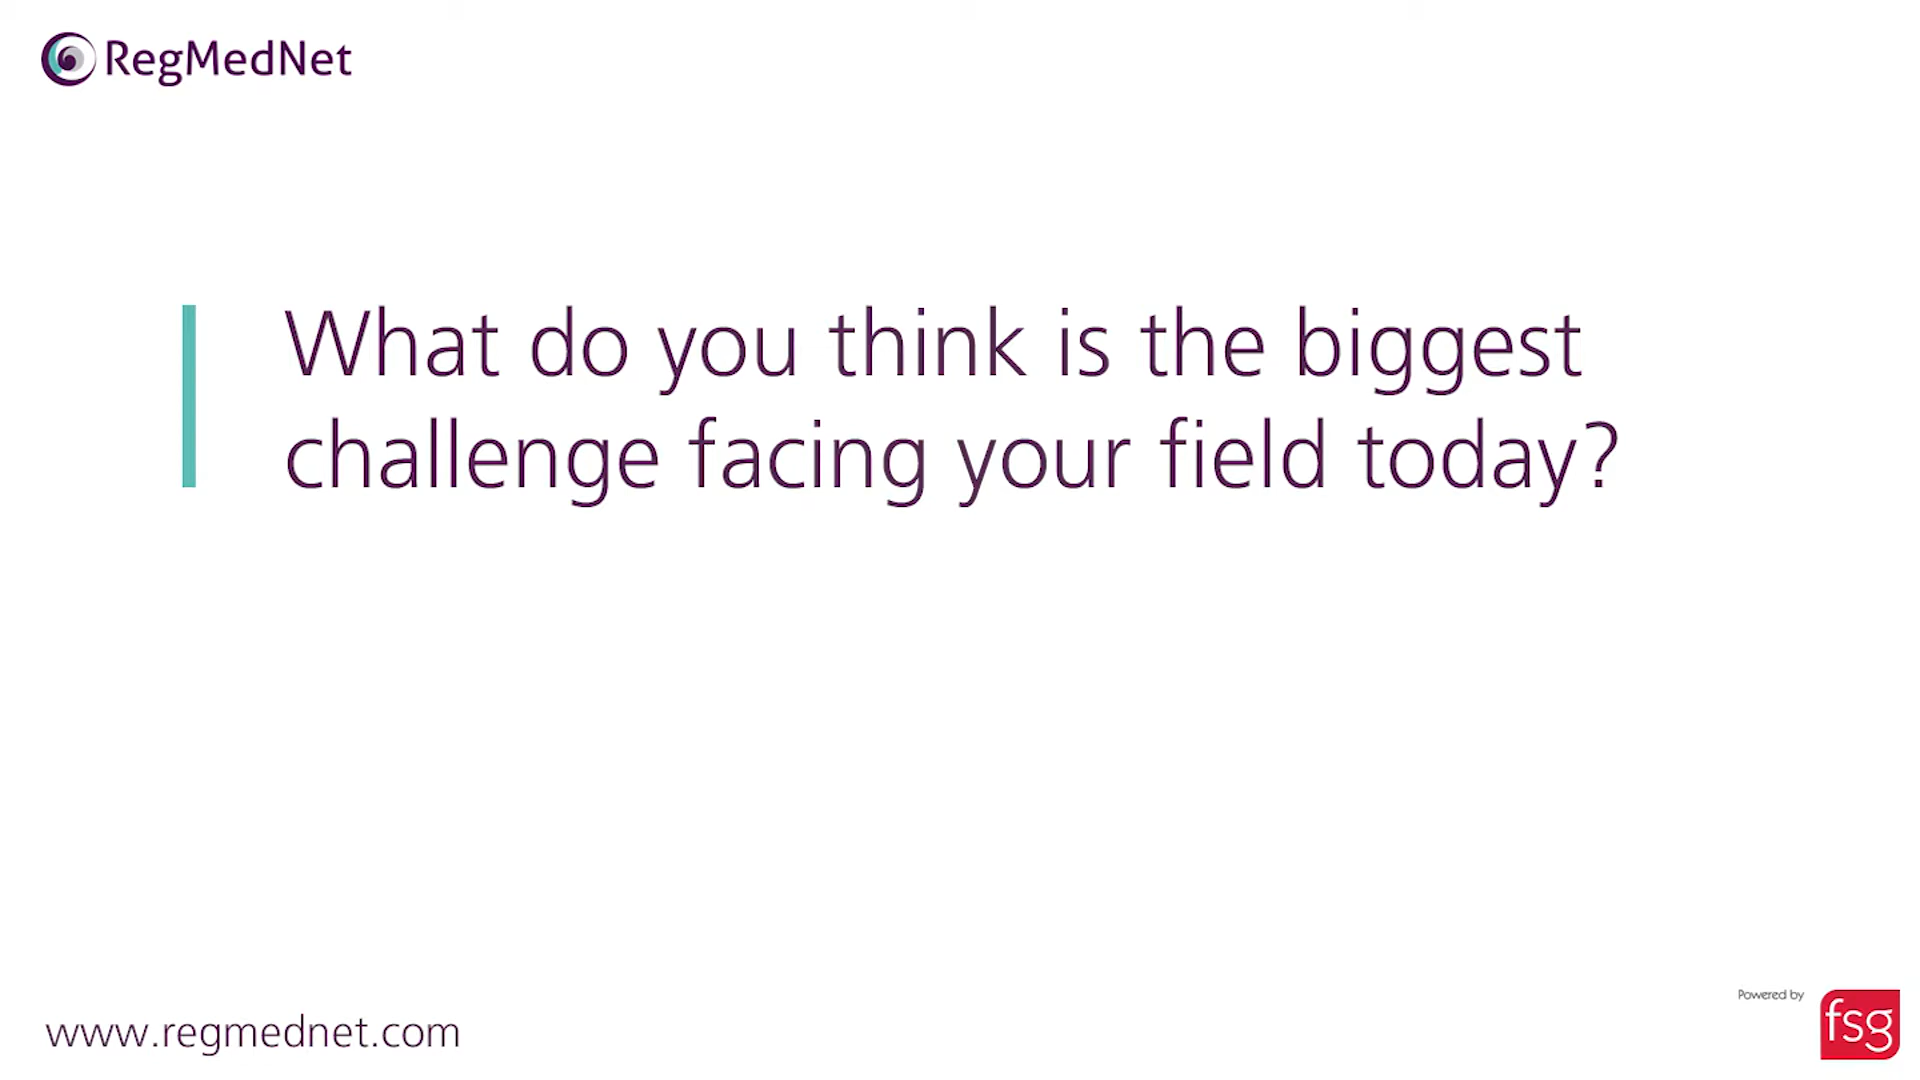 RegMedNet
What do you think is the biggest
challenge facing your field today?
Powered by
fsg
www.regmednet.com